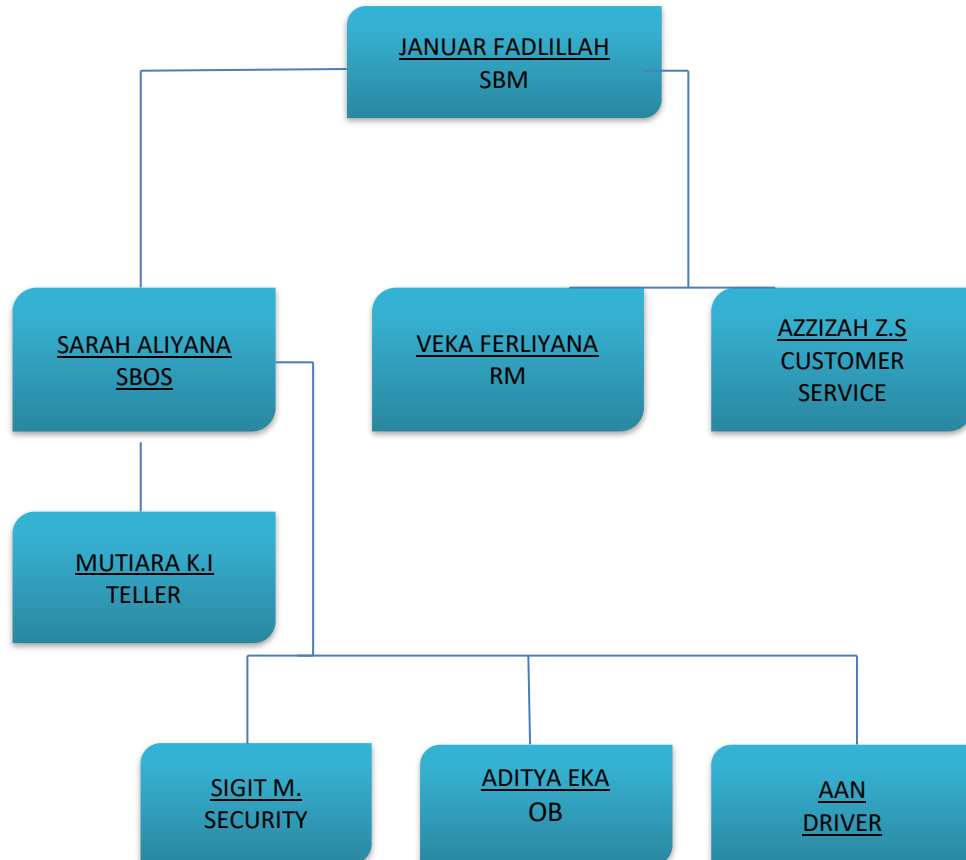 JANUAR FADLILLAH
SBM
SARAH ALIYANA
SBOS
VEKA FERLIYANA
RM
AZZIZAH Z.S
CUSTOMER
SERVICE
MUTIARA K.I
TELLER
SIGIT M.
SECURITY
ADITYA EKA
OB
AAN
DRIVER